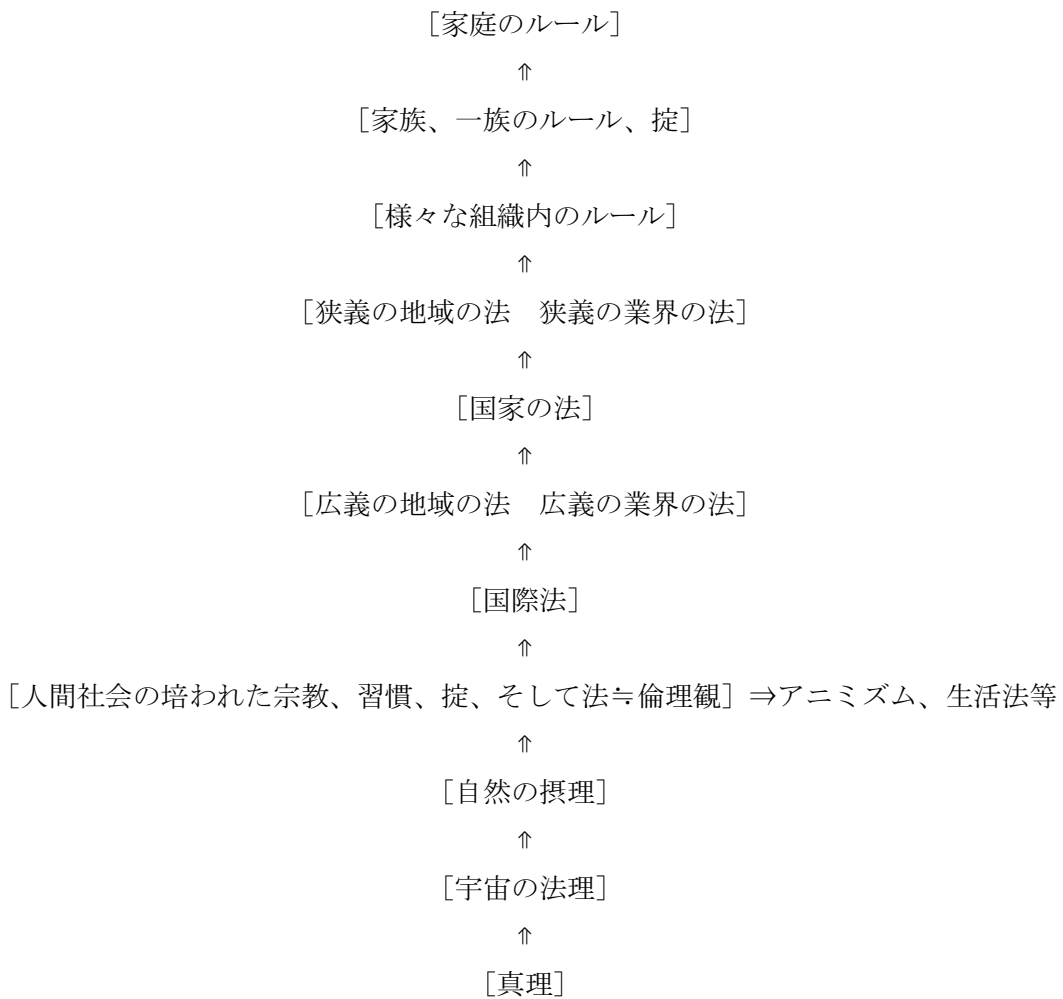 ［家庭のルール］
⇑
［家族、一族のルール、掟］
⇑
［様々な組織内のルール］
⇑
［狭義の地域の法　狭義の業界の法］
⇑
［国家の法］
⇑
［広義の地域の法　広義の業界の法］
⇑
［国際法］
⇑
［人間社会の培われた宗教、習慣、掟、そして法≒倫理観］⇒アニミズム、生活法等
⇑
［自然の摂理］
⇑
［宇宙の法理］
⇑
［真理］